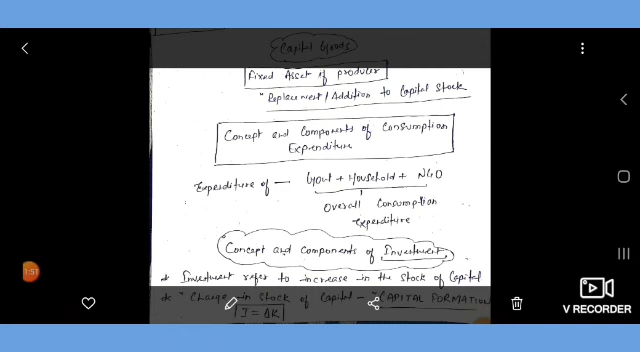 Capital Goods
Fixed Asset of Producer
"Replacement/Addition to Capital Stock
Concept and Components of Consumption
Expenditure
Expenditure of — Govt + Household + NGO
Overall Consumption
Expenditure
Concept and Components of Investment
* Investment refer to increase in the stock of Capital
* "Change in Stock of Capital - "CAPITAL FORMATION
I = ΔK
1:51
V RECORDER